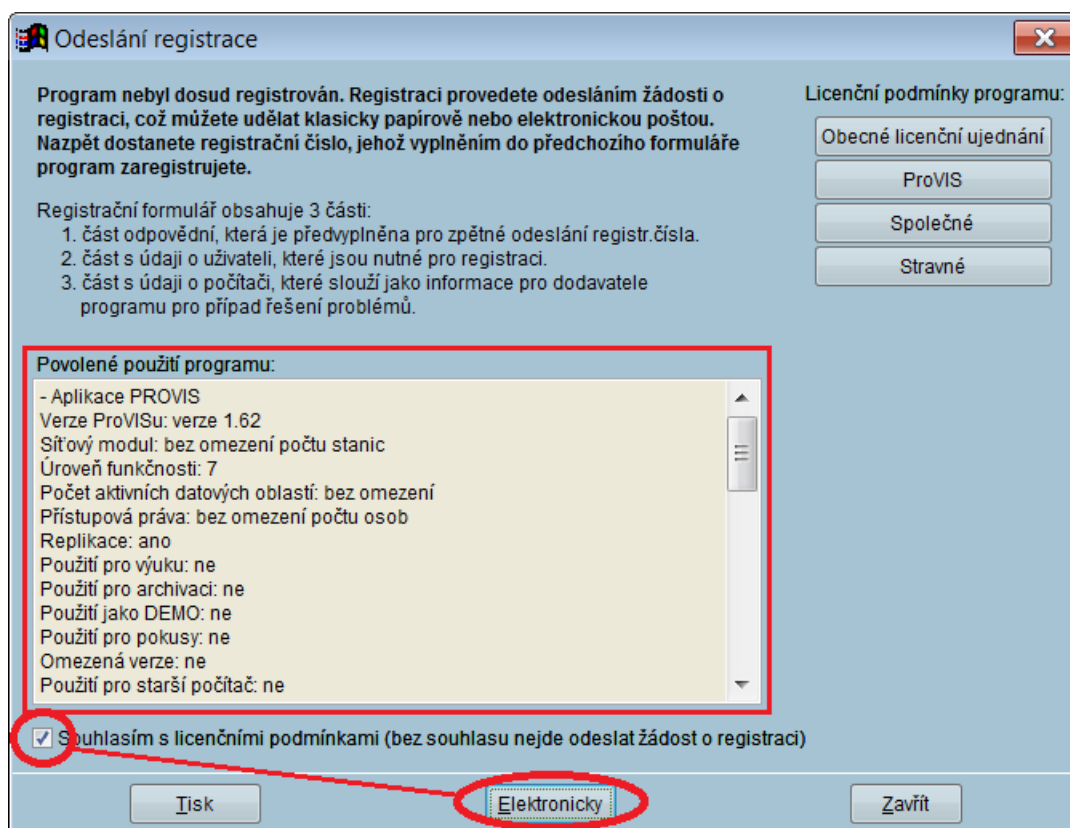 Odeslání registrace
Program nebyl dosud registrován. Registraci provedete odesláním žádosti o
registraci, což můžete udělat klasicky papírově nebo elektronickou poštou.
Nazpět dostanete registrační číslo, jehož vyplněním do předchozího formuláře
program zaregistrujete.
Registrační formulář obsahuje 3 části:
1. část odpovědní, která je předvyplněna pro zpětné odeslání registr.čísla.
2. část s údaji o uživateli, které jsou nutné pro registraci.
3. část s údaji o počítači, které slouží jako informace pro dodavatele
programu pro případ řešení problémů.
Licenční podmínky programu:
Obecné licenční ujednání
ProVIS
Společné
Stravné
Povolené použití programu:
- Aplikace PROVIS
Verze ProVISu: verze 1.62
Síťový modul: bez omezení počtu stanic
Úroveň funkčnosti: 7
Počet aktivních datových oblastí: bez omezení
Přístupová práva: bez omezení počtu osob
Replikace: ano
Použití pro výuku: ne
Použití pro archivaci: ne
Použití jako DEMO: ne
Použití pro pokusy: ne
Omezená verze: ne
Použití pro starší počítač: ne
Souhlasím s licenčními podmínkami (bez souhlasu nejde odeslat žádost o registraci)
Tisk
Elektronicky
Zavřít